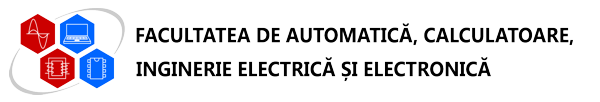 FACULTATEA DE AUTOMATICĂ, CALCULATOARE,
INGINERIE ELECTRICĂ ȘI ELECTRONICĂ